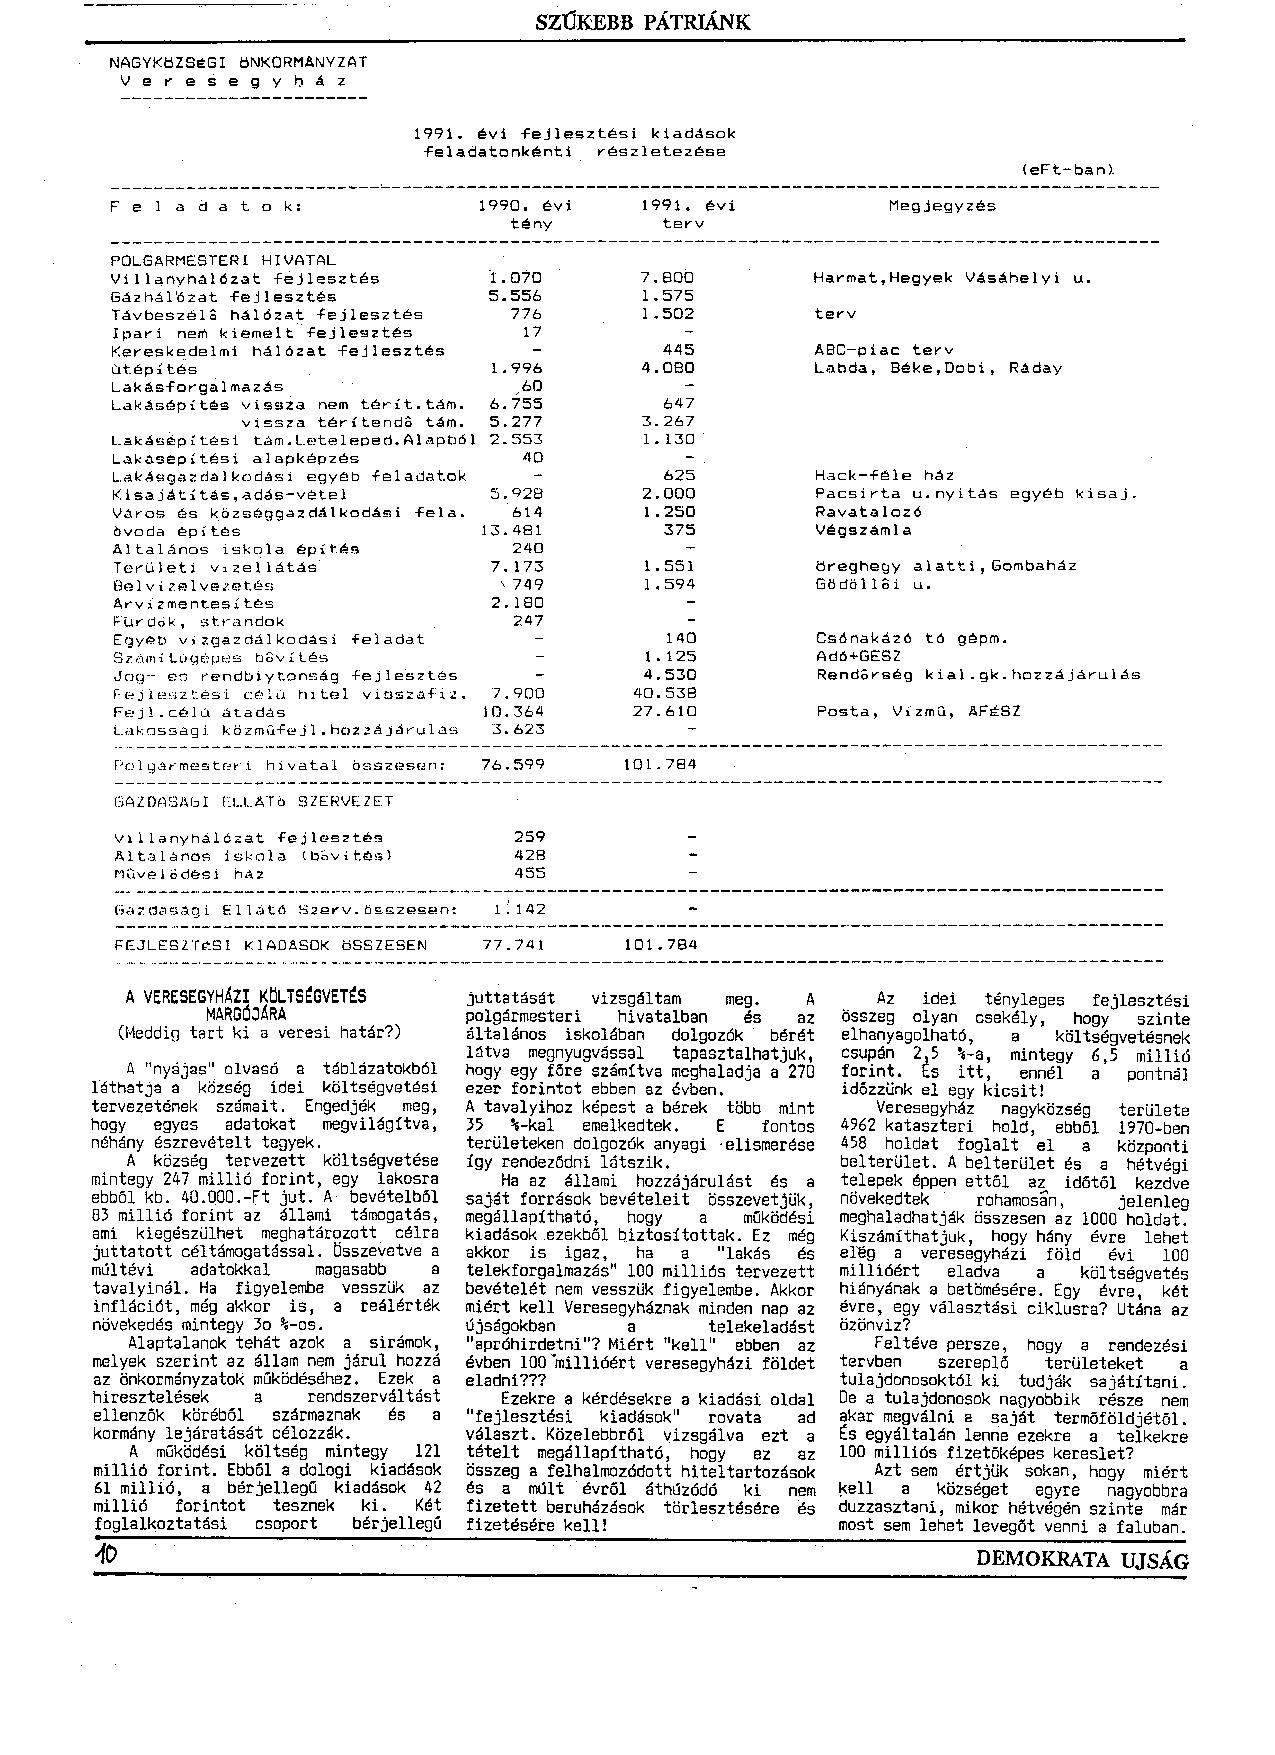 SZŰKEBB PÁTRIÁNK
NAGYKÖZSéGI öNKORMANYZAT
V e r e s e g y h á z
1991. évi fejlesztési kiadások
feladatonkénti részletezése
(eFt-ban)
F e l a d a t o k: 1990. évi 1991. évi Megjegyzés
tény terv
POLGARMESTERI HIVATAL
Villanyhálózat fejlesztés 1.070 7.800 Harmat,Hegyek Vásáhelyi u.
Gázhálózat fejlesztés 5.556 1.575
Távbeszélô hálózat fejlesztés 776 1.502 terv
Ipari nem kiemelt fejlesztés 17 -
Kereskedelmi hálózat fejlesztés - 445 ABC-piac terv
útépítés 1.996 4.080 Labda, Béke,Dobi, Ráday
Lakásforgalmazás 60 -
Lakásépítés vissza nem térít.tám. 6.755 647
vissza térítendô tám. 5.277 3.267
Lakásépítési tám.Leteleped.Alapból 2.553 1.130
Lakásepítési alapképzés 40 -
Lakásgazdálkodási egyéb feladatok - 625 Hack-féle ház
Kisajátítás,adás-vétel 5.928 2.000 Pacsirta u.nyitás egyéb kisaj.
Város és községgazdálkodási fela. 614 1.250 Ravatalozó
óvoda építés 13.481 375 Végszámla
Altalános iskola építés 240 -
Területi vizellátás 7.173 1.551 öreghegy alatti,Gombaház
Belvizelvezetés 749 1.594 Gödöllôi u.
Arvizmentesítés 2.180 -
Fürdôk, strandok 247 -
Egyéb vizgazdálkodási feladat - 140 Csónakázó tó gépm.
Számítógépes bôvítés - 1.125 Adó+GESZ
Jog- es rendbiytonság fejlesztés - 4.530 Rendôrség kial.gk.hozzájárulás
Fejlesztési célú hitel visszafiz. 7.900 40.538
Fejl.célú átadás 10.364 27.610 Posta, Vízmû, AFéSZ
Lakossagi közmûfejl.hozzájárulás 3.623 -
Polgármesteri hivatal összesen: 76.599 101.784
GAZDASAGI ELLATó SZERVEZET
Villanyhálózat fejlesztés 259 -
Altalános iskola (bôvítés) 428 -
Mûvelôdési ház 455 -
Gazdasági Ellátó Szerv.összesen: 1.142 -
FEJLESZTéSI KIADASOK öSSZESEN 77.741 101.784
A VERESEGYHÁZI KÖLTSÉGVETÉS
MARGÓJÁRA
(Meddig tart ki a veresi határ?)
A "nyájas" olvasó a táblázatokból
láthatja a község idei költségvetési
tervezetének számait. Engedjék meg,
hogy egyes adatokat megvilágítva,
néhány észrevételt tegyek.
A község tervezett költségvetése
mintegy 247 millió forint, egy lakosra
ebből kb. 40.000.-Ft jut. A bevételből
83 millió forint az állami támogatás,
ami kiegészülhet meghatározott célra
juttatott céltámogatással. Összevetve a
múltévi adatokkal magasabb a
tavalyinál. Ha figyelembe vesszük az
inflációt, még akkor is, a reálérték
növekedés mintegy 3o %-os.
Alaptalanok tehát azok a sirámok,
melyek szerint az állam nem járul hozzá
az önkormányzatok működéséhez. Ezek a
híresztelések a rendszerváltást
ellenzők köréből származnak és a
kormány lejáratását célozzák.
A működési költség mintegy 121
millió forint. Ebből a dologi kiadások
61 millió, a bérjellegű kiadások 42
millió forintot tesznek ki. Két
foglalkoztatási csoport bérjellegű
juttatását vizsgáltam meg. A
polgármesteri hivatalban és az
általános iskolában dolgozók bérét
látva megnyugvással tapasztalhatjuk,
hogy egy főre számítva meghaladja a 270
ezer forintot ebben az évben.
A tavalyihoz képest a bérek több mint
35 %-kal emelkedtek. E fontos
területeken dolgozók anyagi elismerése
így rendeződni látszik.
Ha az állami hozzájárulást és a
saját források bevételeit összevetjük,
megállapítható, hogy a működési
kiadások ezekből biztosítottak. Ez még
akkor is igaz, ha a "lakás és
telekforgalmazás" 100 milliós tervezett
bevételét nem vesszük figyelembe. Akkor
miért kell Veresegyháznak minden nap az
újságokban a telekeladást
"apróhirdetni"? Miért "kell" ebben az
évben 100 millióért veresegyházi földet
eladni???
Ezekre a kérdésekre a kiadási oldal
"fejlesztési kiadások" rovata ad
választ. Közelebbről vizsgálva ezt a
tételt megállapítható, hogy ez az
összeg a felhalmozódott hiteltartozások
és a múlt évről áthúzódó ki nem
fizetett beruházások törlesztésére és
fizetésére kell!
Az idei tényleges fejlesztési
összeg olyan csekély, hogy szinte
elhanyagolható, a költségvetésnek
csupán 2,5 %-a, mintegy 6,5 millió
forint. És itt, ennél a pontnál
időzzünk el egy kicsit!
Veresegyház nagyközség területe
4962 kataszteri hold, ebből 1970-ben
458 holdat foglalt el a központi
belterület. A belterület és a hétvégi
telepek éppen ettől az időtől kezdve
növekedtek rohamosan, jelenleg
meghaladhatják összesen az 1000 holdat.
Kiszámíthatjuk, hogy hány évre lehet
elég a veresegyházi föld évi 100
millióért eladva a költségvetés
hiányának a betömésére. Egy évre, két
évre, egy választási ciklusra? Utána az
özönvíz?
Feltéve persze, hogy a rendezési
tervben szereplő területeket a
tulajdonosoktól ki tudják sajátítani.
De a tulajdonosok nagyobbik része nem
akar megválni a saját termőföldjétől.
És egyáltalán lenne ezekre a telkekre
100 milliós fizetőképes kereslet?
Azt sem értjük sokan, hogy miért
kell a községet egyre nagyobbra
duzzasztani, mikor hétvégén szinte már
most sem lehet levegőt venni a faluban.
10 DEMOKRATA UJSÁG